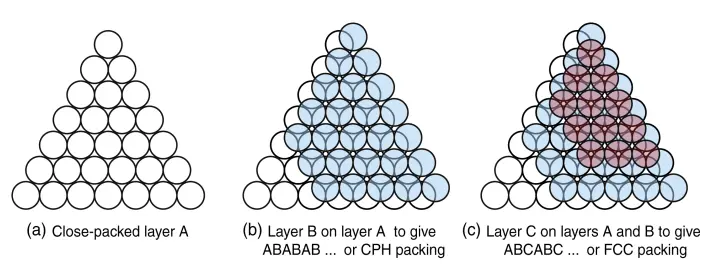 (a) Close-packed layer A
(b) Layer B on layer A to give
ABABAB ... or CPH packing
(c) Layer C on layers A and B to give
ABCABC ... or FCC packing